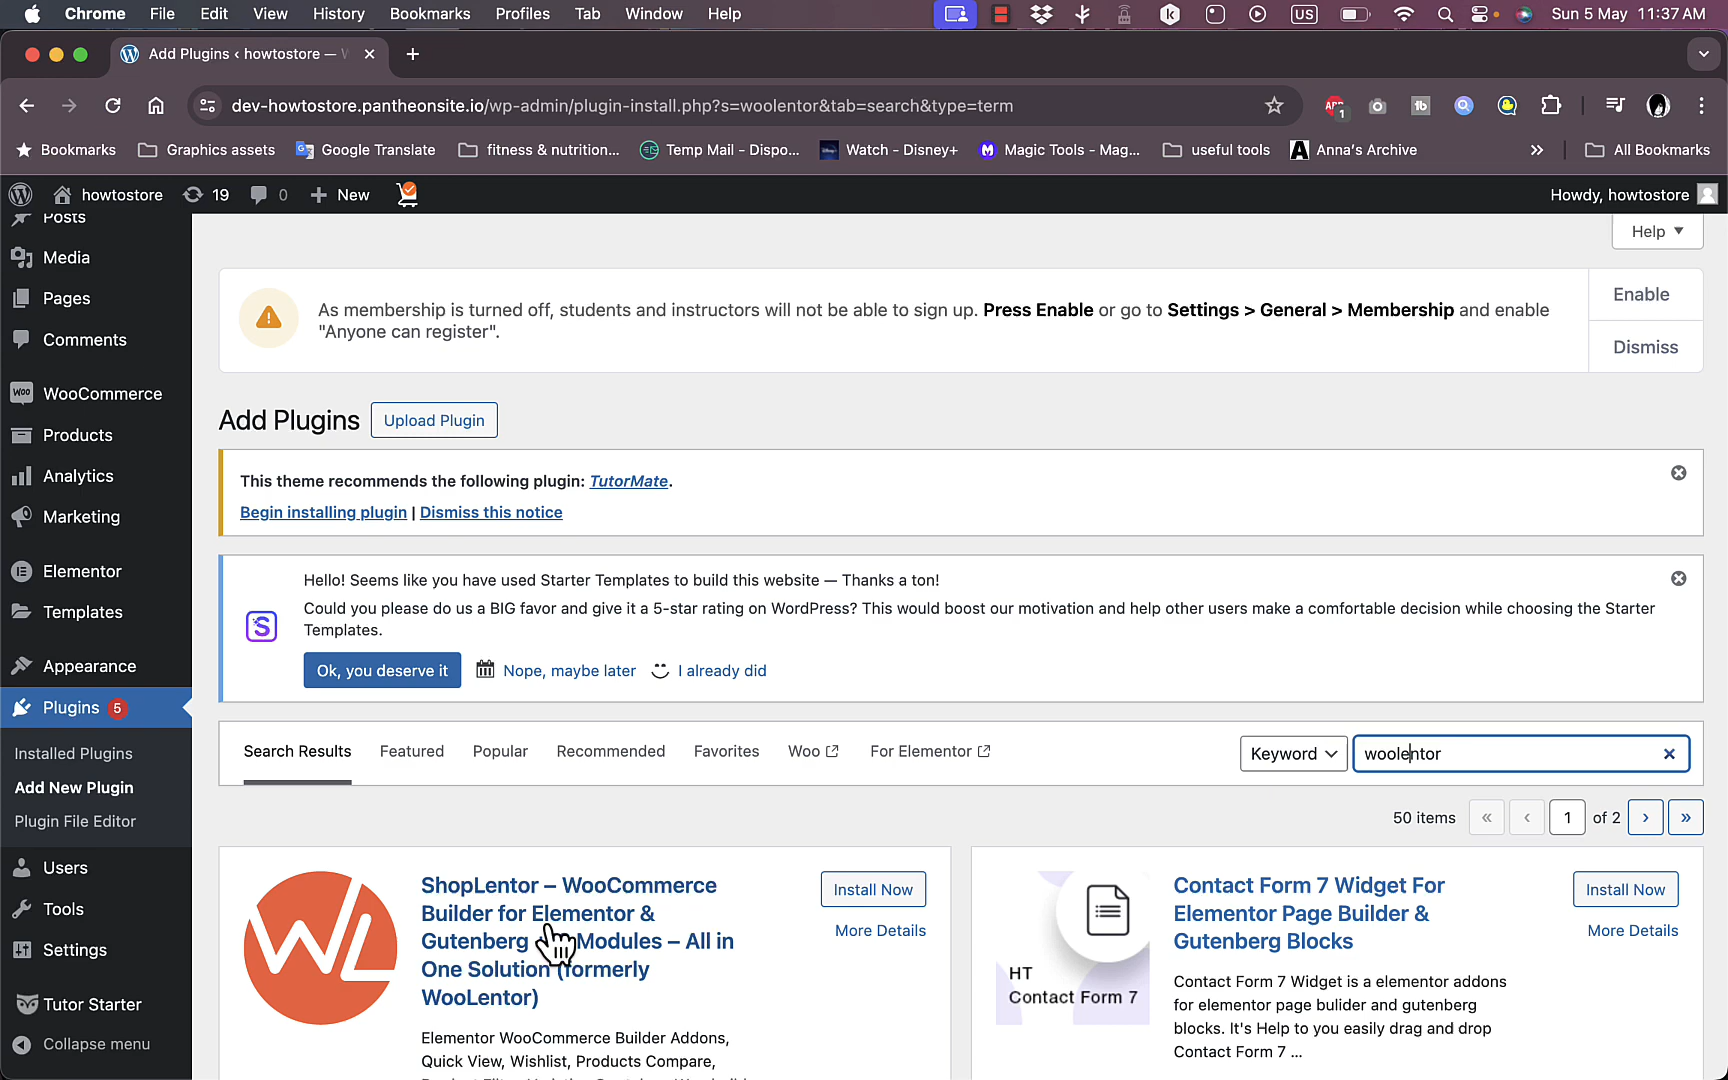 Chrome File Edit View History Bookmarks Profiles Tab Window Help US Sun 5 May 11:37 AM
Add Plugins ‹ howtostore —
dev-howtostore.pantheonsite.io/wp-admin/plugin-install.php?s=woolentor&tab=search&type=term
Bookmarks Graphics assets Google Translate fitness & nutrition... Temp Mail - Dispo... Watch - Disney+ Magic Tools - Mag... useful tools Anna's Archive » All Bookmarks
howtostore 19 0 New Howdy, howtostore
Posts
Media
Pages
Comments
WooCommerce
Products
Analytics
Marketing
Elementor
Templates
Appearance
Plugins 5
Installed Plugins
Add New Plugin
Plugin File Editor
Users
Tools
Settings
Tutor Starter
Collapse menu
Help
As membership is turned off, students and instructors will not be able to sign up. Press Enable or go to Settings > General > Membership and enable
"Anyone can register".
Enable
Dismiss
Add Plugins Upload Plugin
This theme recommends the following plugin: TutorMate.
Begin installing plugin | Dismiss this notice
Hello! Seems like you have used Starter Templates to build this website — Thanks a ton!
Could you please do us a BIG favor and give it a 5-star rating on WordPress? This would boost our motivation and help other users make a comfortable decision while choosing the Starter
Templates.
Ok, you deserve it Nope, maybe later I already did
Search Results Featured Popular Recommended Favorites Woo For Elementor Keyword woolentor
50 items « ‹ 1 of 2 › »
WL
ShopLentor – WooCommerce
Builder for Elementor &
Gutenberg Modules – All in
One Solution (formerly
WooLentor)
Install Now
More Details
Elementor WooCommerce Builder Addons,
Quick View, Wishlist, Products Compare,
HT
Contact Form 7
Contact Form 7 Widget For
Elementor Page Builder &
Gutenberg Blocks
Install Now
More Details
Contact Form 7 Widget is a elementor addons
for elementor page bulider and gutenberg
blocks. It's Help to you easily drag and drop
Contact Form 7 ...